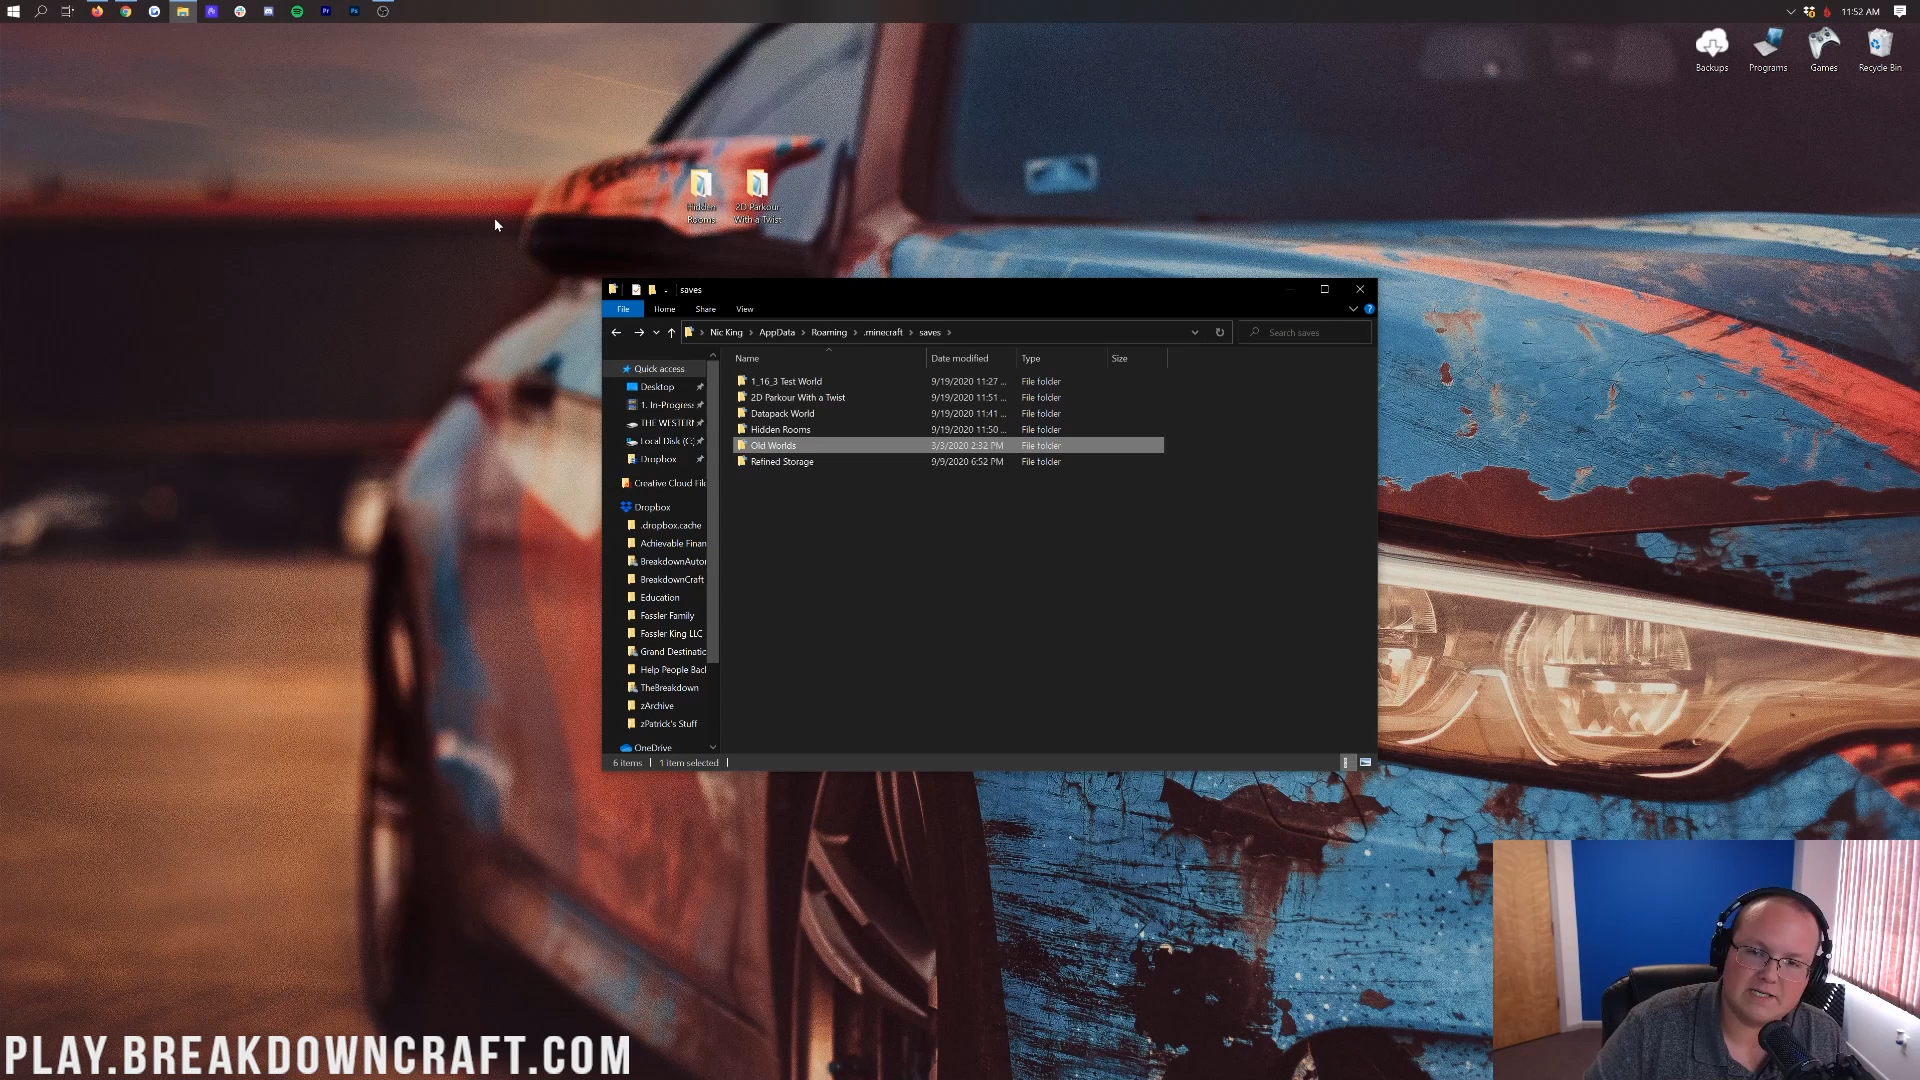 11:52 AM
Backups
Programs
Games
Recycle Bin
Hidden
Rooms
2D Parkour
With a Twist
saves
File
Home
Share
View
Nic King
AppData
Roaming
.minecraft
saves
Search saves
Name
Date modified
Type
Size
Quick access
Desktop
1. In-Progres
THE WESTERN
Local Disk (C:
Dropbox
Creative Cloud File
Dropbox
.dropbox.cache
Achievable Finan
BreakdownAutom
BreakdownCraft
Education
Fassler Family
Fassler King LLC
Grand Destinatio
Help People Back
TheBreakdown
zArchive
zPatrick's Stuff
OneDrive
1_16_3 Test World 9/19/2020 11:27 ... File folder
2D Parkour With a Twist 9/19/2020 11:51 ... File folder
Datapack World 9/19/2020 11:41 ... File folder
Hidden Rooms 9/19/2020 11:50 ... File folder
Old Worlds 3/3/2020 2:32 PM File folder
Refined Storage 9/9/2020 6:52 PM File folder
6 items
1 item selected
PLAY.BREAKDOWNCRAFT.COM